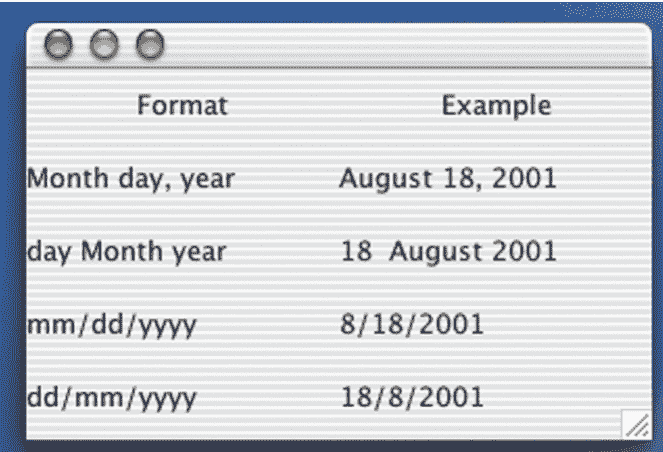 Format Example
Month day, year August 18, 2001
day Month year 18  August 2001
mm/dd/yyyy 8/18/2001
dd/mm/yyyy 18/8/2001